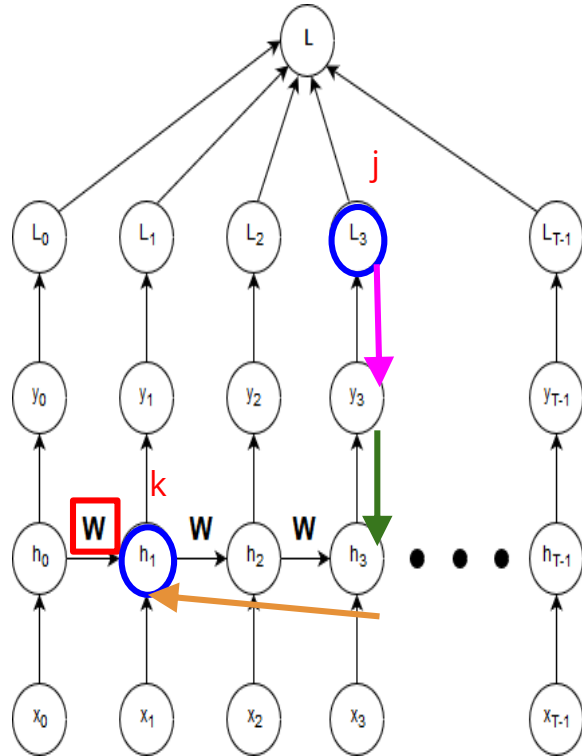 L
j
L0 L1 L2 L3 LT-1
y0 y1 y2 y3 yT-1
k
W W W
h0 h1 h2 h3 hT-1
x0 x1 x2 x3 xT-1